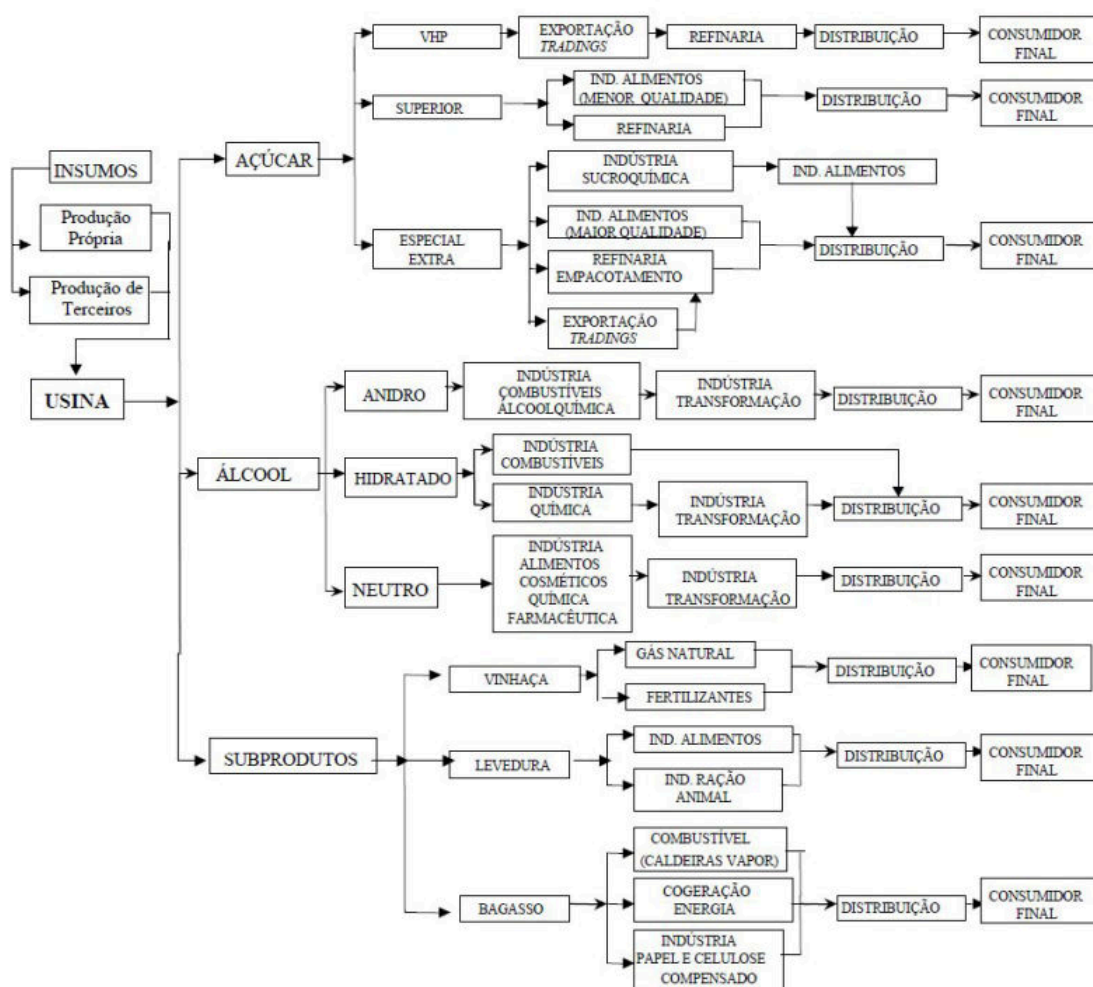 VHP
EXPORTAÇÃO
TRADINGS
REFINARIA
DISTRIBUIÇÃO
CONSUMIDOR
FINAL
SUPERIOR
IND. ALIMENTOS
(MENOR QUALIDADE)
REFINARIA
DISTRIBUIÇÃO
CONSUMIDOR
FINAL
AÇÚCAR
INSUMOS
Produção
Própria
Produção de
Terceiros
USINA
ESPECIAL
EXTRA
INDÚSTRIA
SUCROQUÍMICA
IND. ALIMENTOS
IND. ALIMENTOS
(MAIOR QUALIDADE)
REFINARIA
EMPACOTAMENTO
EXPORTAÇÃO
TRADINGS
DISTRIBUIÇÃO
CONSUMIDOR
FINAL
ÁLCOOL
ANIDRO
INDÚSTRIA
COMBUSTÍVEIS
ÁLCOOLQUÍMICA
INDÚSTRIA
TRANSFORMAÇÃO
DISTRIBUIÇÃO
CONSUMIDOR
FINAL
HIDRATADO
INDÚSTRIA
COMBUSTÍVEIS
INDÚSTRIA
QUÍMICA
INDÚSTRIA
TRANSFORMAÇÃO
DISTRIBUIÇÃO
CONSUMIDOR
FINAL
NEUTRO
INDÚSTRIA
ALIMENTOS
COSMÉTICOS
QUÍMICA
FARMACÊUTICA
INDÚSTRIA
TRANSFORMAÇÃO
DISTRIBUIÇÃO
CONSUMIDOR
FINAL
SUBPRODUTOS
VINHAÇA
GÁS NATURAL
FERTILIZANTES
DISTRIBUIÇÃO
CONSUMIDOR
FINAL
LEVEDURA
IND. ALIMENTOS
IND. RAÇÃO
ANIMAL
DISTRIBUIÇÃO
CONSUMIDOR
FINAL
BAGASSO
COMBUSTÍVEL
(CALDEIRAS VAPOR)
COGERAÇÃO
ENERGIA
INDÚSTRIA
PAPEL E CELULOSE
COMPENSADO
DISTRIBUIÇÃO
CONSUMIDOR
FINAL